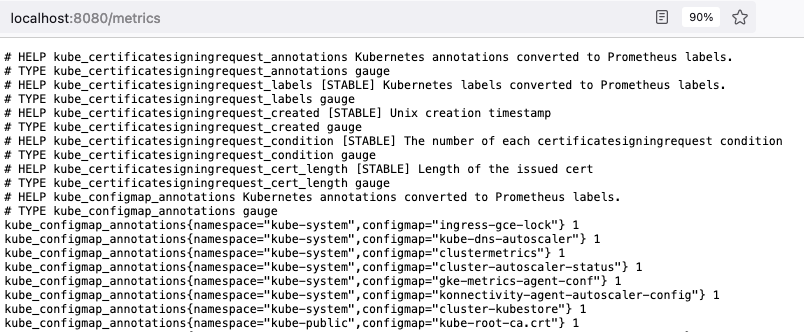 localhost:8080/metrics
90%
# HELP kube_certificatesigningrequest_annotations Kubernetes annotations converted to Prometheus labels.
# TYPE kube_certificatesigningrequest_annotations gauge
# HELP kube_certificatesigningrequest_labels [STABLE] Kubernetes labels converted to Prometheus labels.
# TYPE kube_certificatesigningrequest_labels gauge
# HELP kube_certificatesigningrequest_created [STABLE] Unix creation timestamp
# TYPE kube_certificatesigningrequest_created gauge
# HELP kube_certificatesigningrequest_condition [STABLE] The number of each certificatesigningrequest condition
# TYPE kube_certificatesigningrequest_condition gauge
# HELP kube_certificatesigningrequest_cert_length [STABLE] Length of the issued cert
# TYPE kube_certificatesigningrequest_cert_length gauge
# HELP kube_configmap_annotations Kubernetes annotations converted to Prometheus labels.
# TYPE kube_configmap_annotations gauge
kube_configmap_annotations{namespace="kube-system",configmap="ingress-gce-lock"} 1
kube_configmap_annotations{namespace="kube-system",configmap="kube-dns-autoscaler"} 1
kube_configmap_annotations{namespace="kube-system",configmap="clustermetrics"} 1
kube_configmap_annotations{namespace="kube-system",configmap="cluster-autoscaler-status"} 1
kube_configmap_annotations{namespace="kube-system",configmap="gke-metrics-agent-conf"} 1
kube_configmap_annotations{namespace="kube-system",configmap="konnectivity-agent-autoscaler-config"} 1
kube_configmap_annotations{namespace="kube-system",configmap="cluster-kubestore"} 1
kube_configmap_annotations{namespace="kube-public",configmap="kube-root-ca.crt"} 1